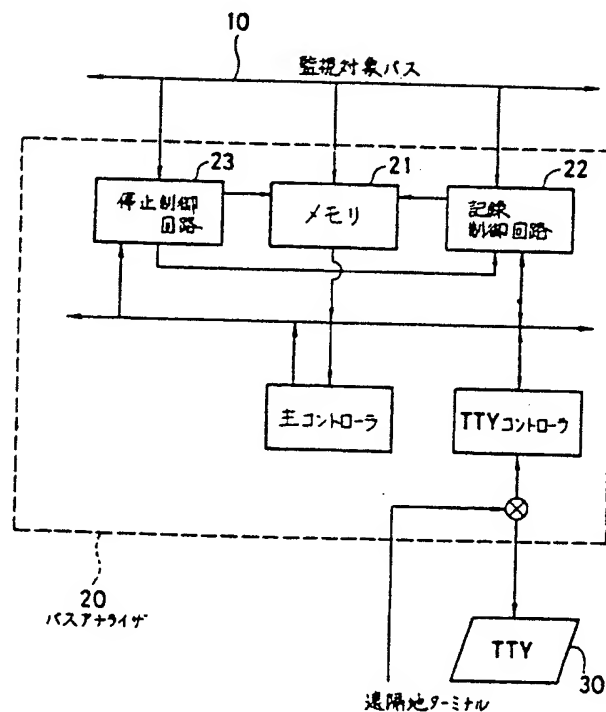 10
監視対象バス
23
21
22
停止制御
回路
メモリ
記録
制御回路
主コントローラ
TTYコントローラ
20
バスアナライザ
TTY
30
遠隔地ターミナル